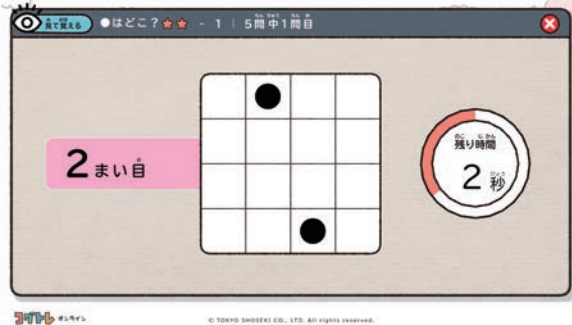 見て覚える ●はどこ？★★ - 1 | 5問中1問目
2まい目
残り時間
2秒
コグトレ オンライン
© TOKYO SHOSEKI CO., LTD. All rights reserved.